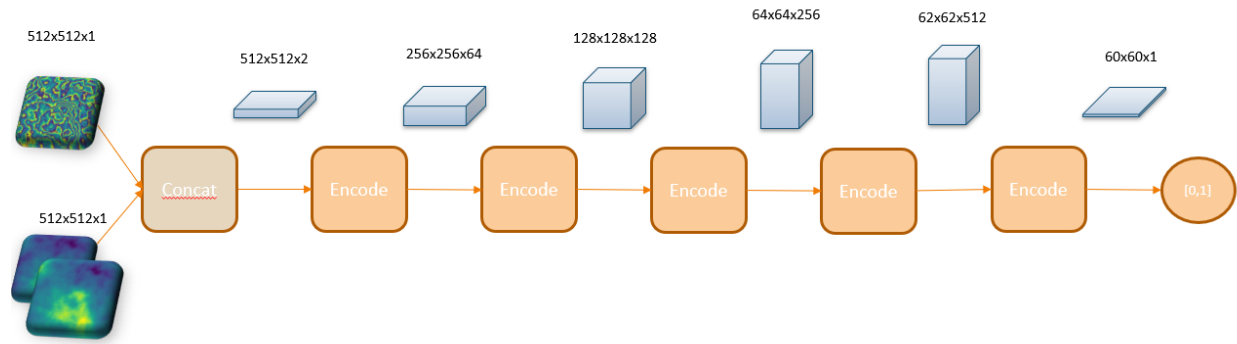 512x512x1
512x512x2
256x256x64
128x128x128
64x64x256
62x62x512
60x60x1
Concat
Encode
Encode
Encode
Encode
Encode
[0,1]
512x512x1